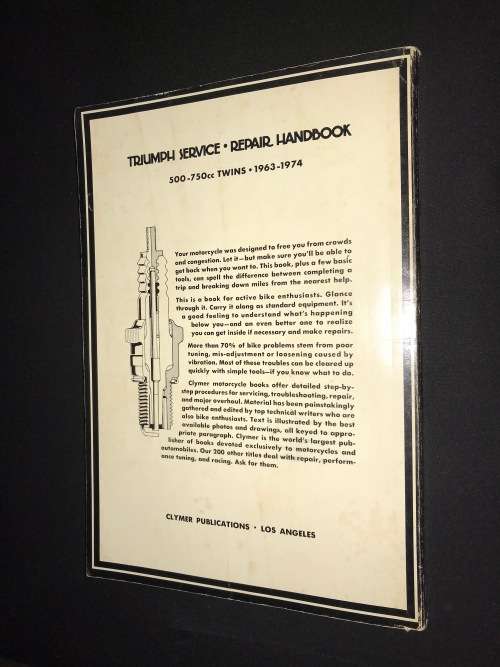 TRIUMPH SERVICE • REPAIR HANDBOOK
500-750cc TWINS • 1963-1974
Your motorcycle was designed to free you from crowds
and congestion. Let it—but make sure you'll be able to
get back when you want to. This book, plus a few basic
tools, can spell the difference between completing a
trip and breaking down miles from the nearest help.
This is a book for active bike enthusiasts. Glance
through it. Carry it along as standard equipment. It's
a good feeling to understand what's happening
below you—and an even better one to realize
you can get inside if necessary and make repairs.
More than 70% of bike problems stem from poor
tuning, mis-adjustment or loosening caused by
vibration. Most of these troubles can be cleared up
quickly with simple tools—if you know what to do.
Clymer motorcycle books offer detailed step-by-
step procedures for servicing, troubleshooting, repair,
and major overhaul. Material has been painstakingly
gathered and edited by top technical writers who are
also bike enthusiasts. Text is illustrated by the best
available photos and drawings, all keyed to appro-
priate paragraph. Clymer is the world's largest pub-
lisher of books devoted exclusively to motorcycles and
automobiles. Our 200 other titles deal with repair, perform-
ance tuning, and racing. Ask for them.
CLYMER PUBLICATIONS • LOS ANGELES